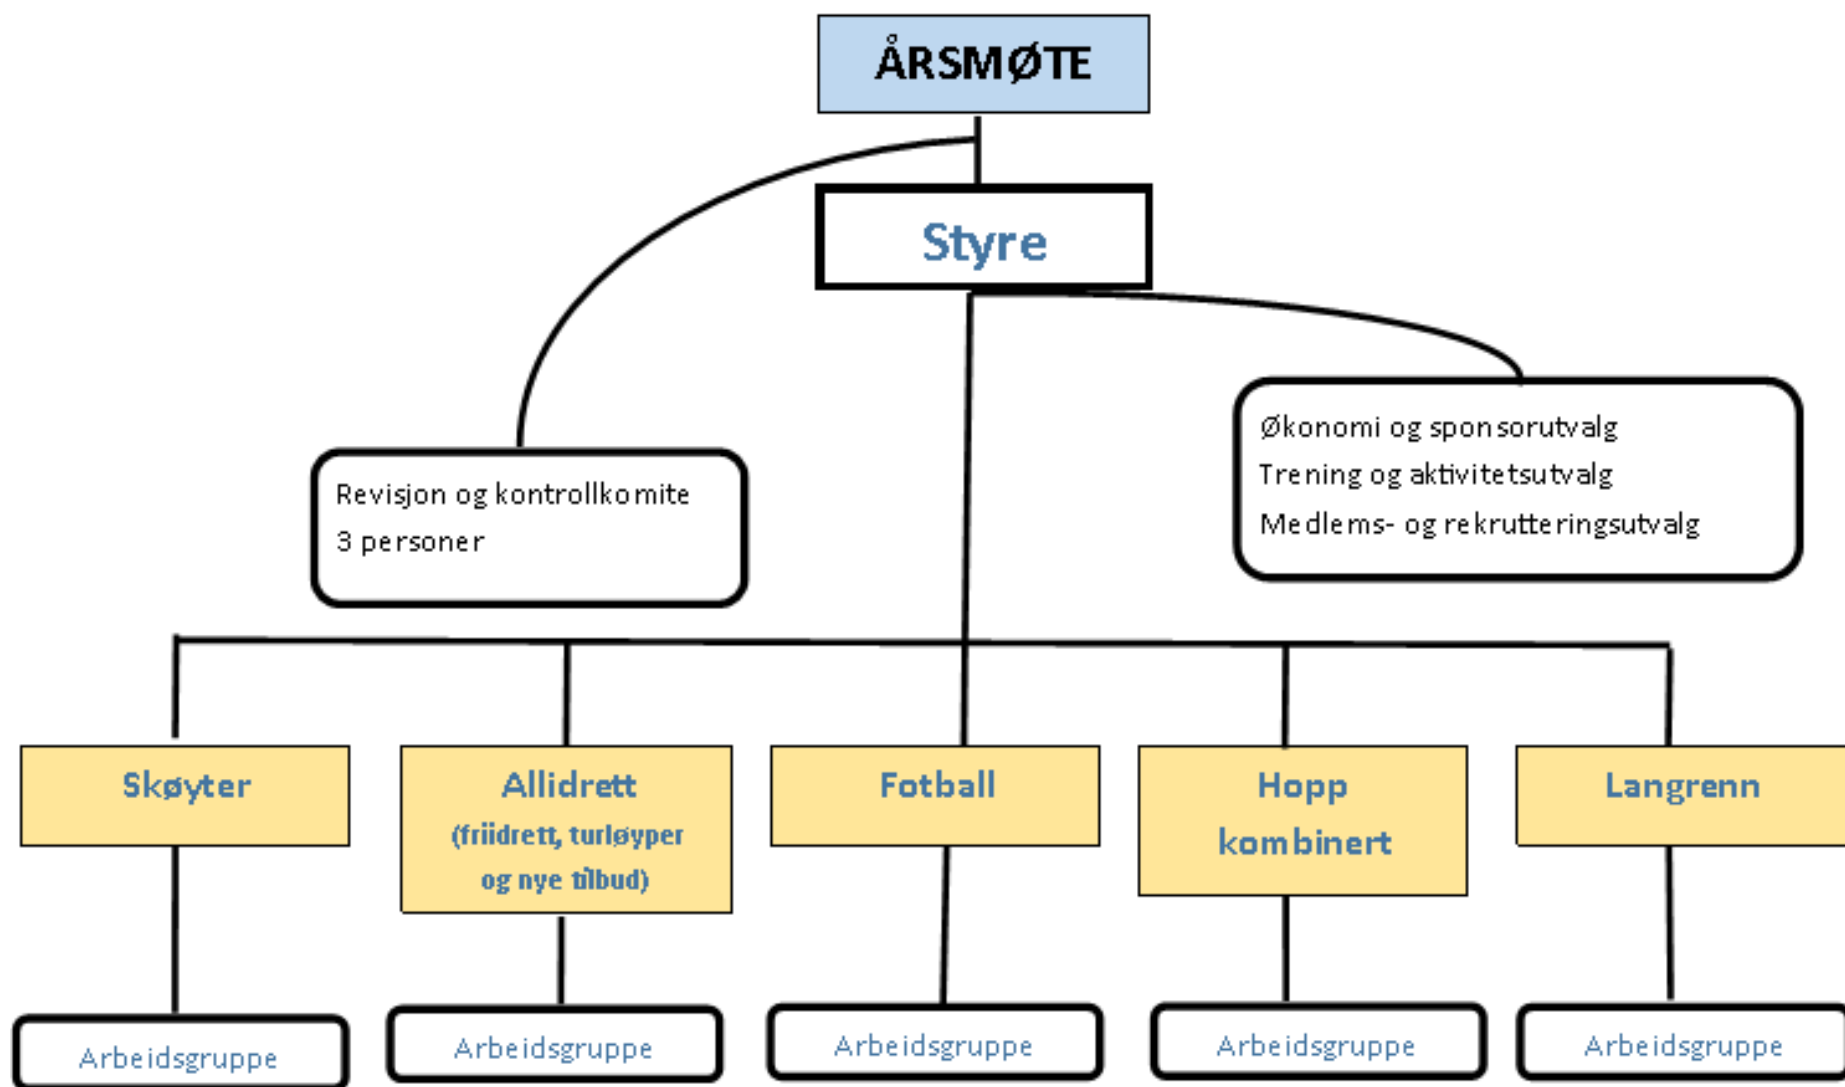 ÅRSMØTE
Styre
Økonomi og sponsorutvalg
Trening og aktivitetsutvalg
Medlems- og rekrutteringsutvalg
Revisjon og kontrollkomite
3 personer
Skøyter
Allidrett
(friidrett, turløyper
og nye tilbud)
Fotball
Hopp
kombinert
Langrenn
Arbeidsgruppe
Arbeidsgruppe
Arbeidsgruppe
Arbeidsgruppe
Arbeidsgruppe